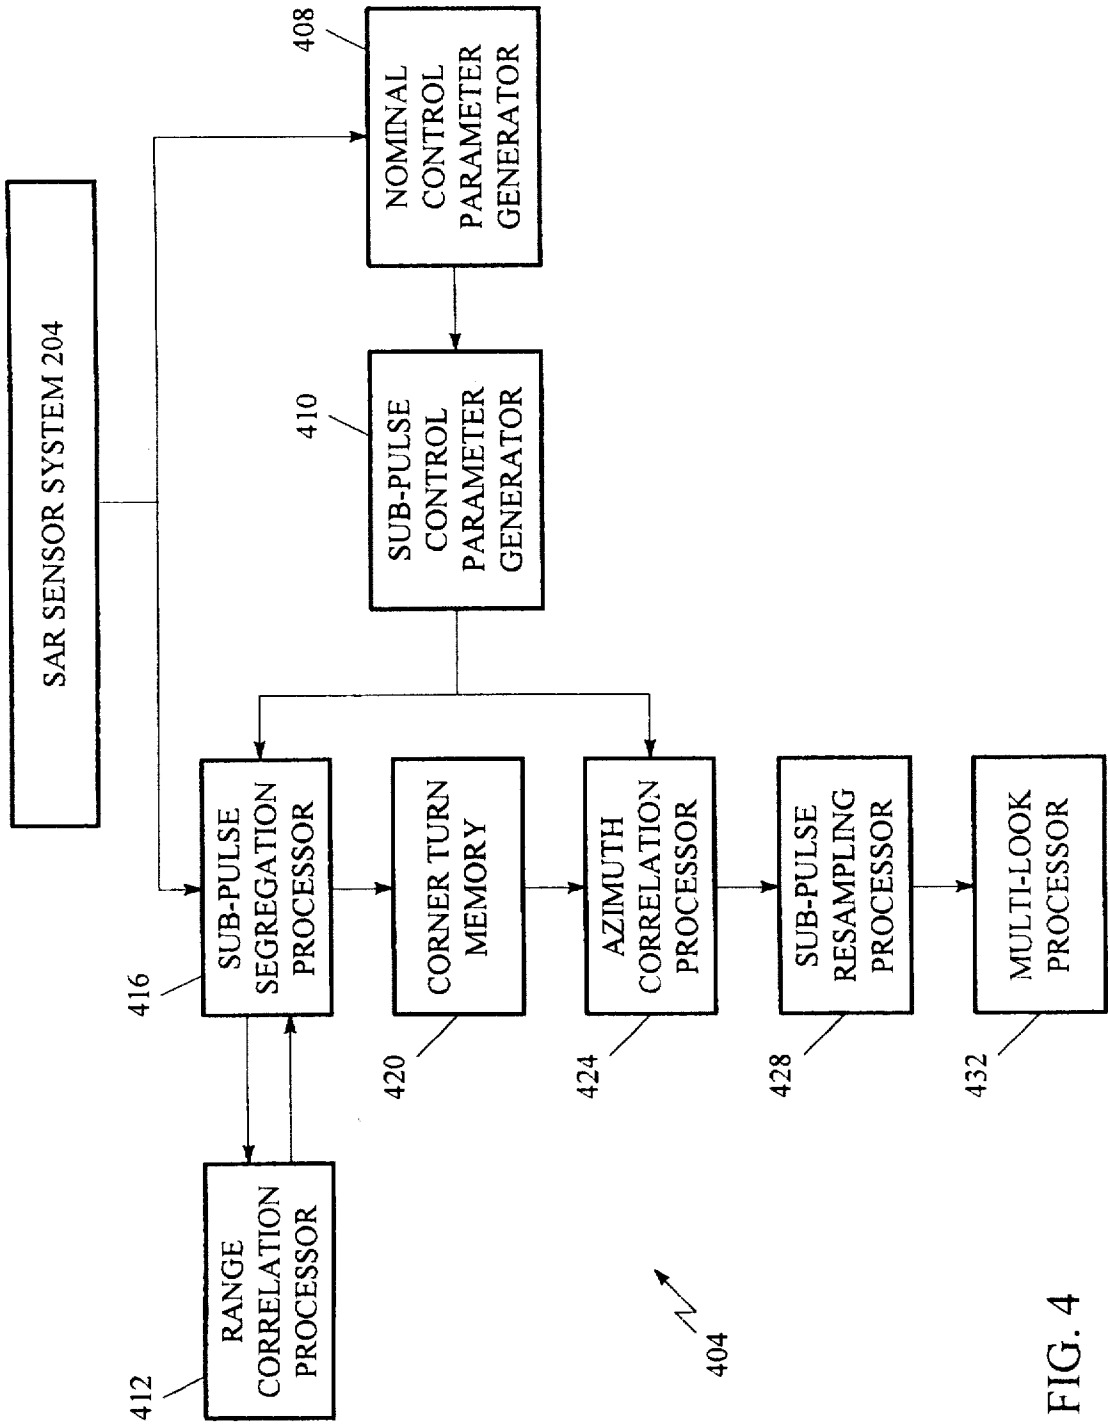 SAR SENSOR SYSTEM 204
412
RANGE
CORRELATION
PROCESSOR
416
SUB-PULSE
SEGREGATION
PROCESSOR
410
SUB-PULSE
CONTROL
PARAMETER
GENERATOR
408
NOMINAL
CONTROL
PARAMETER
GENERATOR
420
CORNER TURN
MEMORY
424
AZIMUTH
CORRELATION
PROCESSOR
428
SUB-PULSE
RESAMPLING
PROCESSOR
432
MULTI-LOOK
PROCESSOR
404
FIG. 4